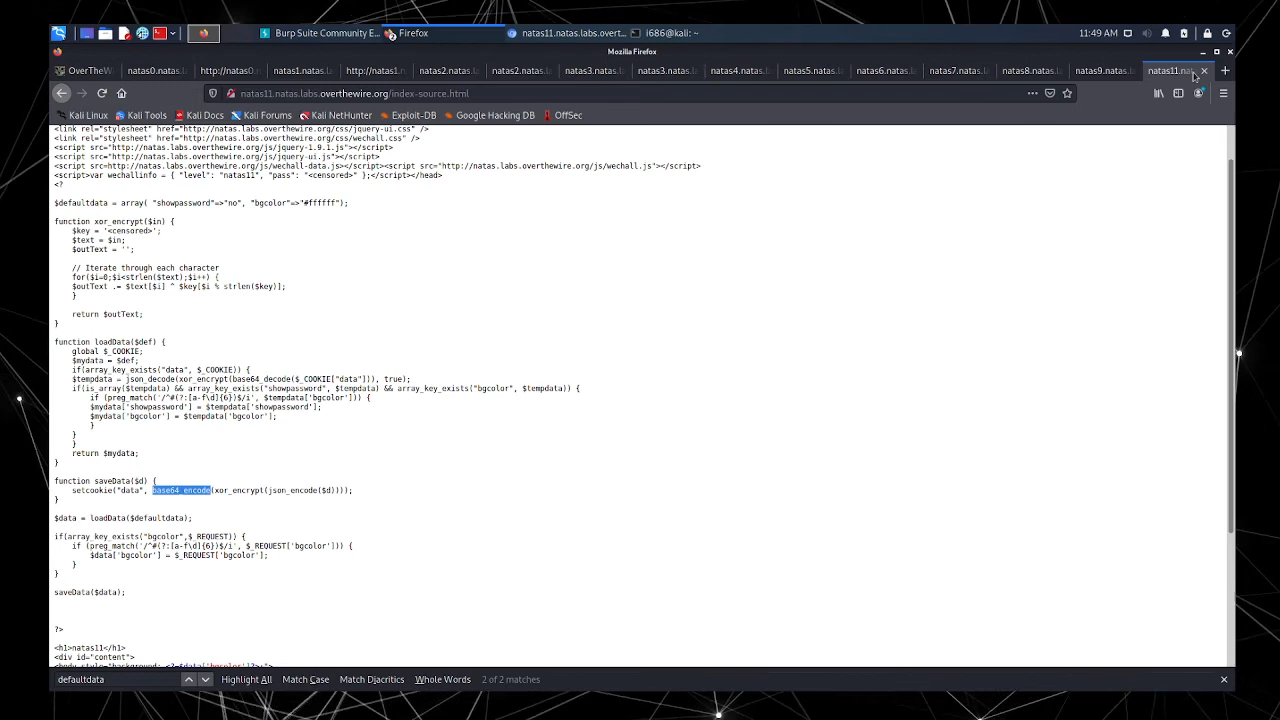 Burp Suite Community E...
Firefox
natas11.natas.labs.overt...
i686@kali: ~
11:49 AM
Mozilla Firefox
OverTheW
natas0.natas.la
http://natas0
natas1.natas.la
http://natas1.n
natas2.natas.la
natas2.natas.la
natas3.natas.la
natas3.natas.la
natas4.natas.la
natas5.natas.la
natas6.natas.la
natas7.natas.la
natas8.natas.la
natas9.natas.la
natas11.nat
natas11.natas.labs.overthewire.org/index-source.html
Kali Linux
Kali Tools
Kali Docs
Kali Forums
Kali NetHunter
Exploit-DB
Google Hacking DB
OffSec
<link rel="stylesheet" href="http://natas.labs.overthewire.org/css/jquery-ui.css" />
<link rel="stylesheet" href="http://natas.labs.overthewire.org/css/wechall.css" />
<script src="http://natas.labs.overthewire.org/js/jquery-1.9.1.js"></script>
<script src="http://natas.labs.overthewire.org/js/jquery-ui.js"></script>
<script src=http://natas.labs.overthewire.org/js/wechall-data.js></script><script src="http://natas.labs.overthewire.org/js/wechall.js"></script>
<script>var wechallinfo = { "level": "natas11", "pass": "<censored>" };</script></head>
<?
$defaultdata = array( "showpassword"=>"no", "bgcolor"=>"#ffffff");
function xor_encrypt($in) {
$key = '<censored>';
$text = $in;
$outText = '';
// Iterate through each character
for($i=0;$i<strlen($text);$i++) {
$outText .= $text[$i] ^ $key[$i % strlen($key)];
}
return $outText;
}
function loadData($def) {
global $_COOKIE;
$mydata = $def;
if(array_key_exists("data", $_COOKIE)) {
$tempdata = json_decode(xor_encrypt(base64_decode($_COOKIE["data"])), true);
if(is_array($tempdata) && array_key_exists("showpassword", $tempdata) && array_key_exists("bgcolor", $tempdata)) {
if (preg_match('/^#(?:[a-f\d]{6})$/i', $tempdata['bgcolor'])) {
$mydata['showpassword'] = $tempdata['showpassword'];
$mydata['bgcolor'] = $tempdata['bgcolor'];
}
}
}
return $mydata;
}
function saveData($d) {
setcookie("data", base64_encode(xor_encrypt(json_encode($d))));
}
$data = loadData($defaultdata);
if(array_key_exists("bgcolor",$_REQUEST)) {
if (preg_match('/^#(?:[a-f\d]{6})$/i', $_REQUEST['bgcolor'])) {
$data['bgcolor'] = $_REQUEST['bgcolor'];
}
}
saveData($data);
?>
<h1>natas11</h1>
<div id="content">
<body style="background: <?=$data['bgcolor']?>;">
defaultdata
Highlight All
Match Case
Match Diacritics
Whole Words
2 of 2 matches